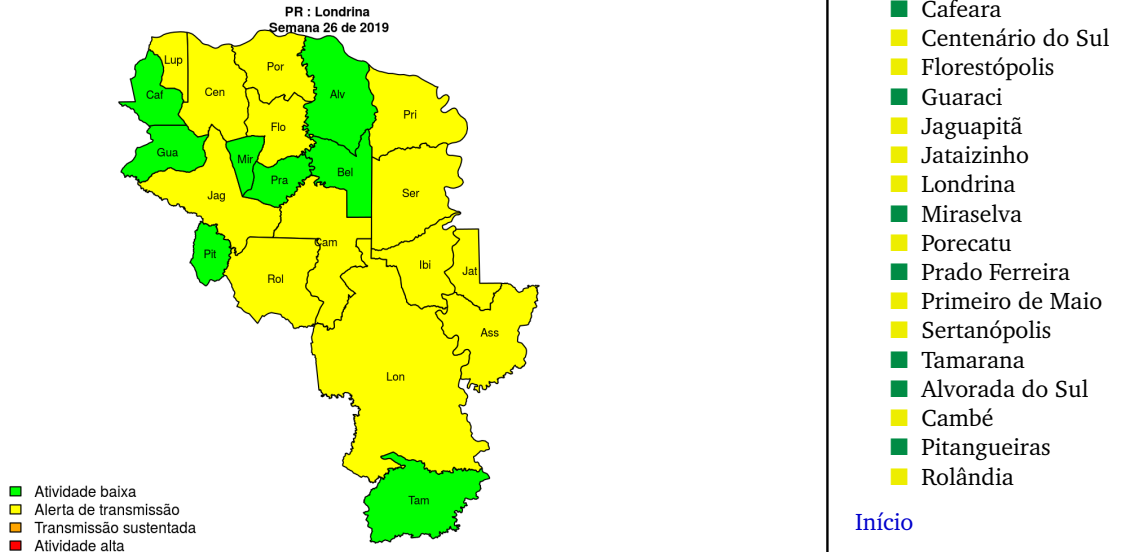 PR : Londrina
Semana 26 de 2019
Lup
Por
Caf
Cen
Alv
Pri
Flo
Gua
Mir
Bel
Pra
Jag
Ser
Cam
Pit
Ibi
Jat
Rol
Ass
Lon
Tam
Atividade baixa
Alerta de transmissão
Transmissão sustentada
Atividade alta
Cafeara
Centenário do Sul
Florestópolis
Guaraci
Jaguapitã
Jataizinho
Londrina
Miraselva
Porecatu
Prado Ferreira
Primeiro de Maio
Sertanópolis
Tamarana
Alvorada do Sul
Cambé
Pitangueiras
Rolândia
Início